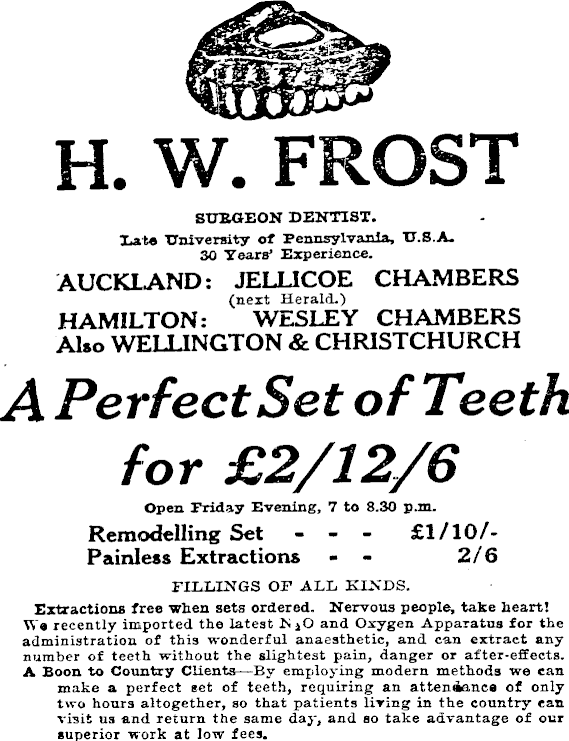 H. W. FROST
SURGEON DENTIST.
Late University of Pennsylvania, U.S.A.
30 Years' Experience.
AUCKLAND: JELLICOE CHAMBERS
(next Herald.)
HAMILTON: WESLEY CHAMBERS
Also WELLINGTON & CHRISTCHURCH
A Perfect Set of Teeth
for £2/12/6
Open Friday Evening, 7 to 8.30 p.m.
Remodelling Set - - - £1/10/-
Painless Extractions - - 2/6
FILLINGS OF ALL KINDS.
Extractions free when sets ordered. Nervous people, take heart!
We recently imported the latest N2O and Oxygen Apparatus for the
administration of this wonderful anaesthetic, and can extract any
number of teeth without the slightest pain, danger or after-effects.
A Boon to Country Clients—By employing modern methods we can
make a perfect set of teeth, requiring an attendance of only
two hours altogether, so that patients living in the country can
visit us and return the same day, and so take advantage of our
superior work at low fees.